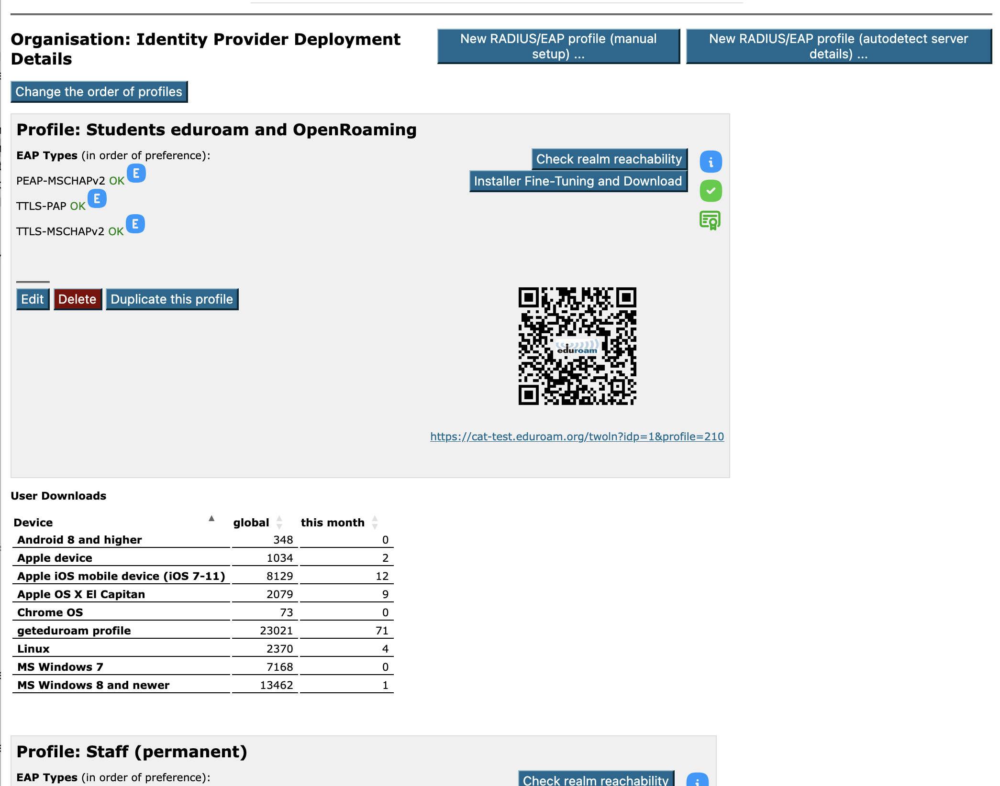 Organisation: Identity Provider Deployment
Details
New RADIUS/EAP profile (manual
setup) ...
New RADIUS/EAP profile (autodetect server
details) ...
Change the order of profiles
Profile: Students eduroam and OpenRoaming
EAP Types (in order of preference):
PEAP-MSCHAPv2 OK E
TTLS-PAP OK E
TTLS-MSCHAPv2 OK E
Check realm reachability
Installer Fine-Tuning and Download
Edit Delete Duplicate this profile
eduroam
https://cat-test.eduroam.org/twoln?idp=1&profile=210
User Downloads
Device global this month
Android 8 and higher 348 0
Apple device 1034 2
Apple iOS mobile device (iOS 7-11) 8129 12
Apple OS X El Capitan 2079 9
Chrome OS 73 0
geteduroam profile 23021 71
Linux 2370 4
MS Windows 7 7168 0
MS Windows 8 and newer 13462 1
Profile: Staff (permanent)
EAP Types (in order of preference):
Check realm reachability